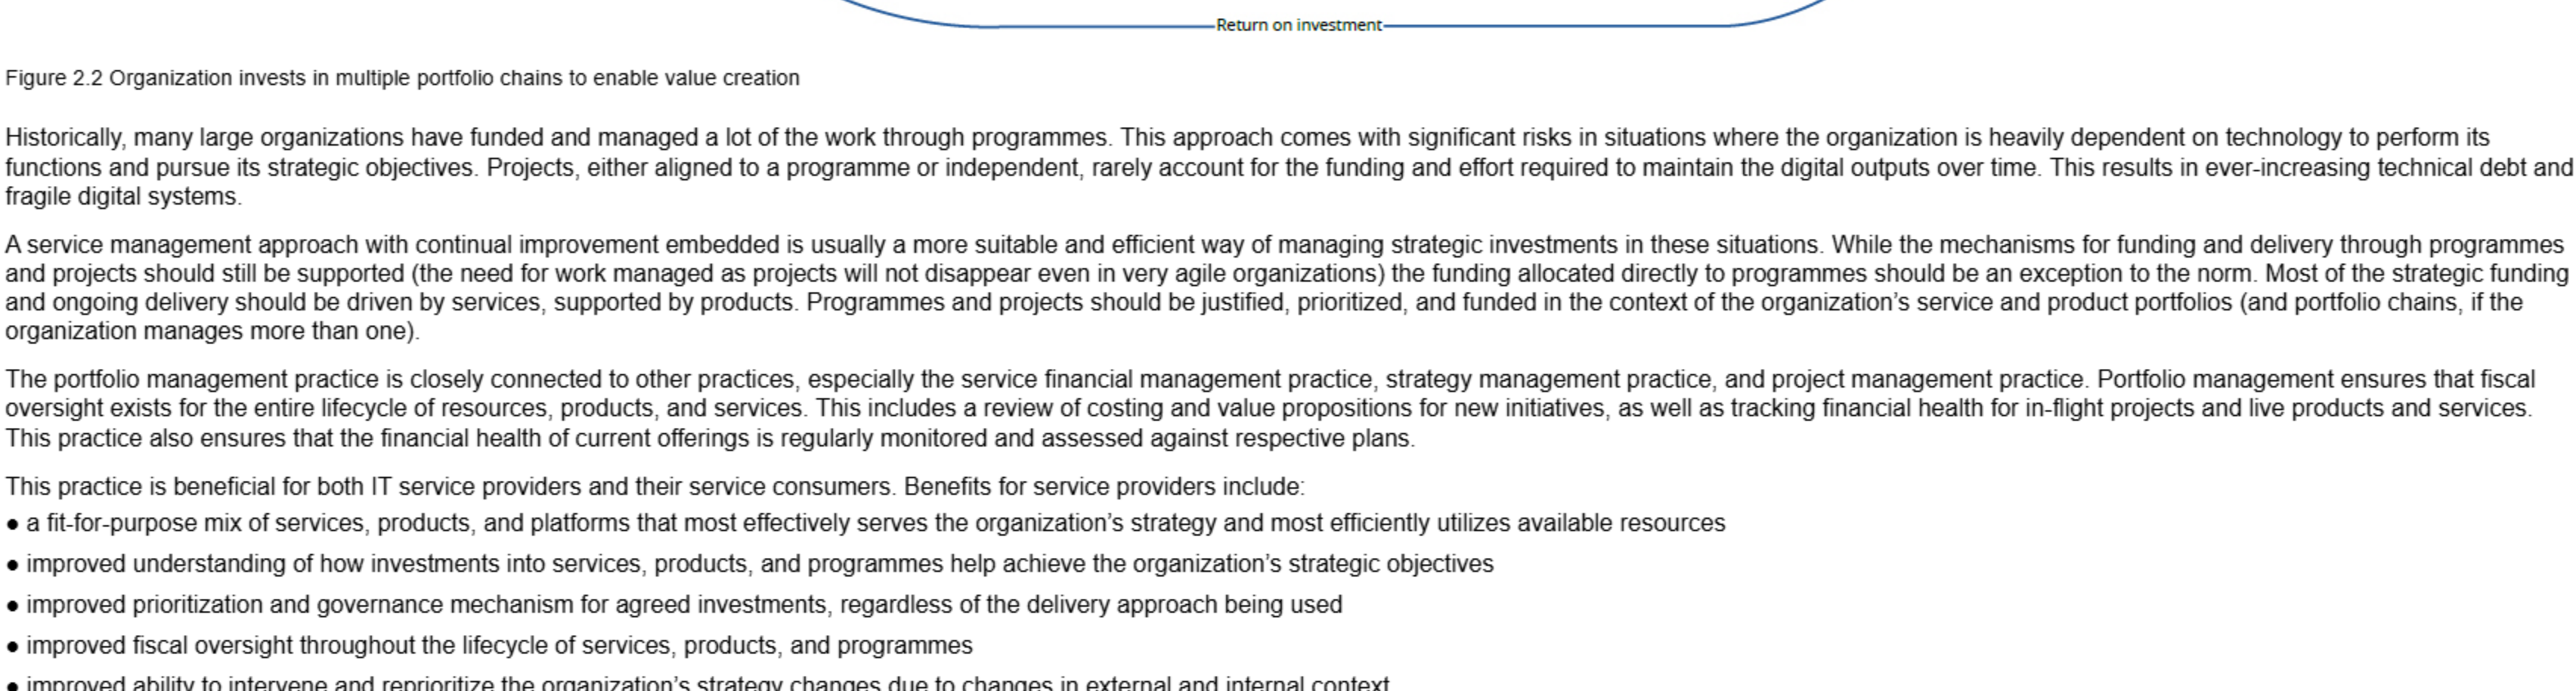 Return on investment
Figure 2.2 Organization invests in multiple portfolio chains to enable value creation
Historically, many large organizations have funded and managed a lot of the work through programmes. This approach comes with significant risks in situations where the organization is heavily dependent on technology to perform its
functions and pursue its strategic objectives. Projects, either aligned to a programme or independent, rarely account for the funding and effort required to maintain the digital outputs over time. This results in ever-increasing technical debt and
fragile digital systems.
A service management approach with continual improvement embedded is usually a more suitable and efficient way of managing strategic investments in these situations. While the mechanisms for funding and delivery through programmes
and projects should still be supported (the need for work managed as projects will not disappear even in very agile organizations) the funding allocated directly to programmes should be an exception to the norm. Most of the strategic funding
and ongoing delivery should be driven by services, supported by products. Programmes and projects should be justified, prioritized, and funded in the context of the organization’s service and product portfolios (and portfolio chains, if the
organization manages more than one).
The portfolio management practice is closely connected to other practices, especially the service financial management practice, strategy management practice, and project management practice. Portfolio management ensures that fiscal
oversight exists for the entire lifecycle of resources, products, and services. This includes a review of costing and value propositions for new initiatives, as well as tracking financial health for in-flight projects and live products and services.
This practice also ensures that the financial health of current offerings is regularly monitored and assessed against respective plans.
This practice is beneficial for both IT service providers and their service consumers. Benefits for service providers include:
● a fit-for-purpose mix of services, products, and platforms that most effectively serves the organization’s strategy and most efficiently utilizes available resources
● improved understanding of how investments into services, products, and programmes help achieve the organization’s strategic objectives
● improved prioritization and governance mechanism for agreed investments, regardless of the delivery approach being used
● improved fiscal oversight throughout the lifecycle of services, products, and programmes
● improved ability to intervene and reprioritize the organization’s strategy changes due to changes in external and internal context